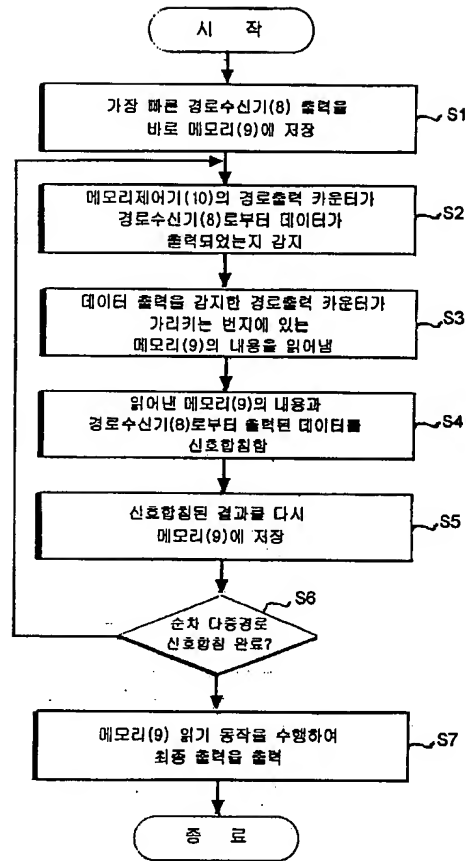 시 작
가장 빠른 경로수신기(8) 출력을
바로 메모리(9)에 저장
S1
메모리제어기(10)의 경로출력 카운터가
경로수신기(8)로부터 데이터가
출력되었는지 감지
S2
데이터 출력을 감지한 경로출력 카운터가
가리키는 번지에 있는
메모리(9)의 내용을 읽어냄
S3
읽어낸 메모리(9)의 내용과
경로수신기(8)로부터 출력된 데이터를
신호합침함
S4
신호합침된 결과를 다시
메모리(9)에 저장
S5
S6
순차 다중경로
신호합침 완료?
메모리(9) 읽기 동작을 수행하여
최종 출력을 출력
S7
종 료